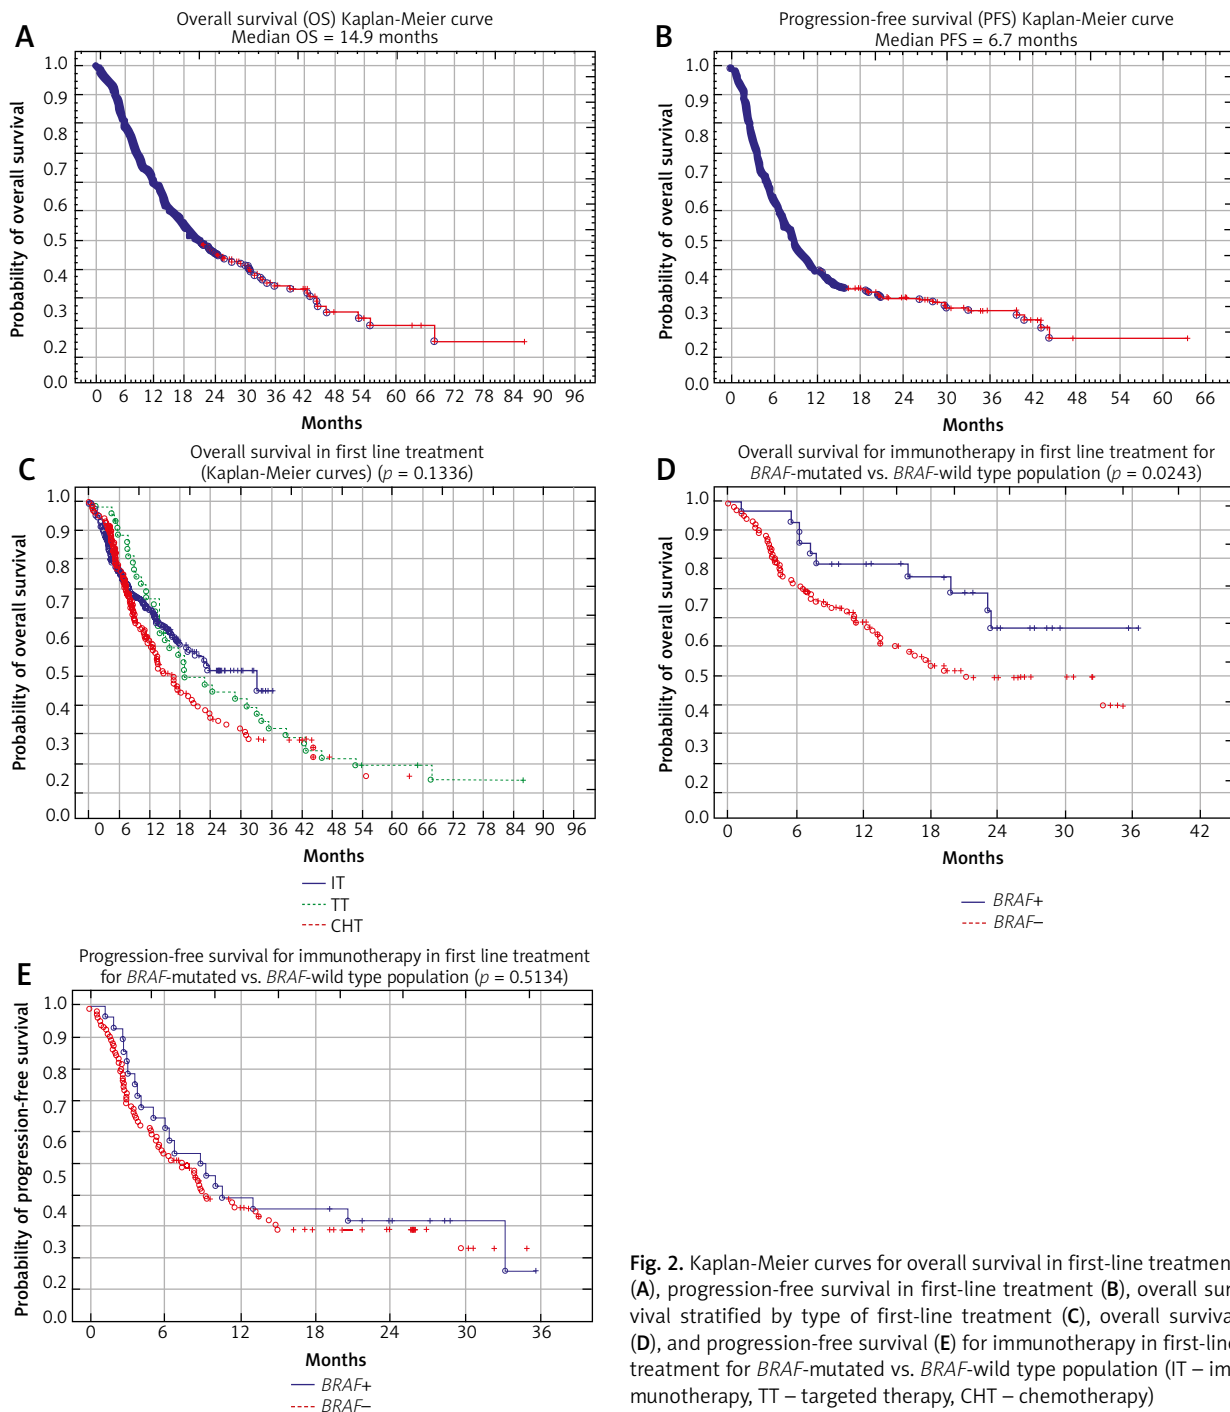 A
Overall survival (OS) Kaplan-Meier curve
Median OS = 14.9 months
Probability of overall survival
1.0
0.9
0.8
0.7
0.6
0.5
0.4
0.3
0.2
0.0
0 6 12 18 24 30 36 42 48 54 60 66 72 78 84 90 96
Months
B
Progression-free survival (PFS) Kaplan-Meier curve
Median PFS = 6.7 months
Probability of overall survival
1.0
0.9
0.8
0.7
0.6
0.5
0.4
0.3
0.2
0.0
0 6 12 18 24 30 36 42 48 54 60 66
Months
C
Overall survival in first line treatment
(Kaplan-Meier curves) (p = 0.1336)
Probability of overall survival
1.0
0.9
0.8
0.7
0.6
0.5
0.4
0.3
0.2
0.0
0 6 12 18 24 30 36 42 48 54 60 66 72 78 84 90 96
Months
IT
TT
CHT
D
Overall survival for immunotherapy in first line treatment for
BRAF-mutated vs. BRAF-wild type population (p = 0.0243)
Probability of overall survival
1.0
0.9
0.8
0.7
0.6
0.5
0.4
0.3
0.2
0.0
0 6 12 18 24 30 36 42
Months
BRAF+
BRAF–
E
Progression-free survival for immunotherapy in first line treatment
for BRAF-mutated vs. BRAF-wild type population (p = 0.5134)
Probability of progression-free survival
1.0
0.9
0.8
0.7
0.6
0.5
0.4
0.3
0.2
0.0
0 6 12 18 24 30 36
Months
BRAF+
BRAF–
Fig. 2. Kaplan-Meier curves for overall survival in first-line treatment
(A), progression-free survival in first-line treatment (B), overall sur-
vival stratified by type of first-line treatment (C), overall survival
(D), and progression-free survival (E) for immunotherapy in first-line
treatment for BRAF-mutated vs. BRAF-wild type population (IT – im-
munotherapy, TT – targeted therapy, CHT – chemotherapy)